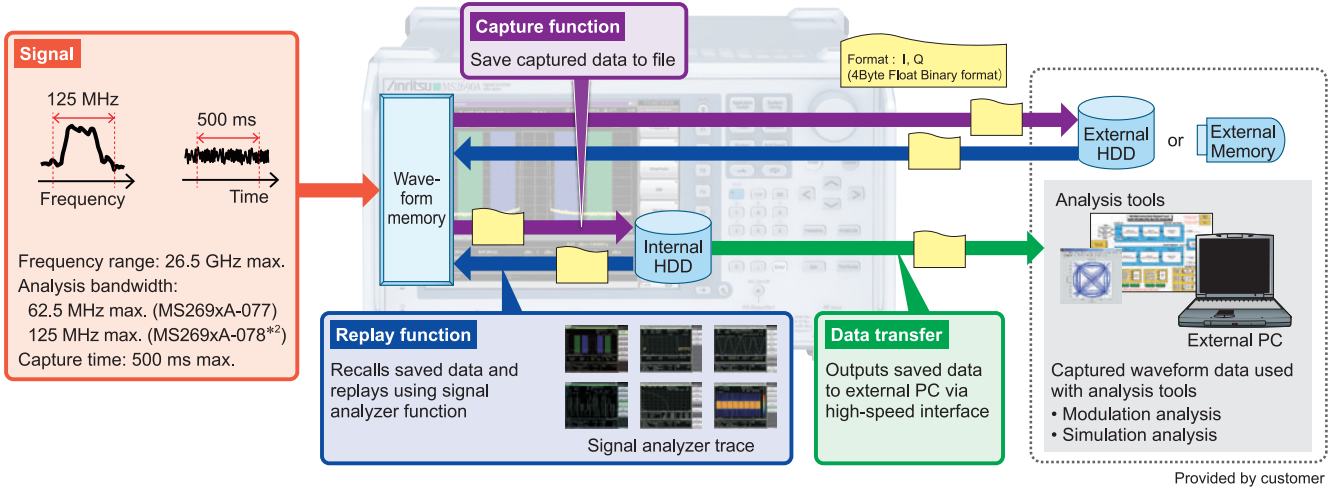 Signal
125 MHz
500 ms
Frequency
Time
Frequency range: 26.5 GHz max.
Analysis bandwidth:
62.5 MHz max. (MS269xA-077)
125 MHz max. (MS269xA-078*2)
Capture time: 500 ms max.
Capture function
Save captured data to file
Anritsu MS2690A
Wave-
form
memory
Internal
HDD
Format : I, Q
(4Byte Float Binary format)
External
HDD
or
External
Memory
Replay function
Recalls saved data and
replays using signal
analyzer function
Signal analyzer trace
Data transfer
Outputs saved data
to external PC via
high-speed interface
Analysis tools
External PC
Captured waveform data used
with analysis tools
• Modulation analysis
• Simulation analysis
Provided by customer